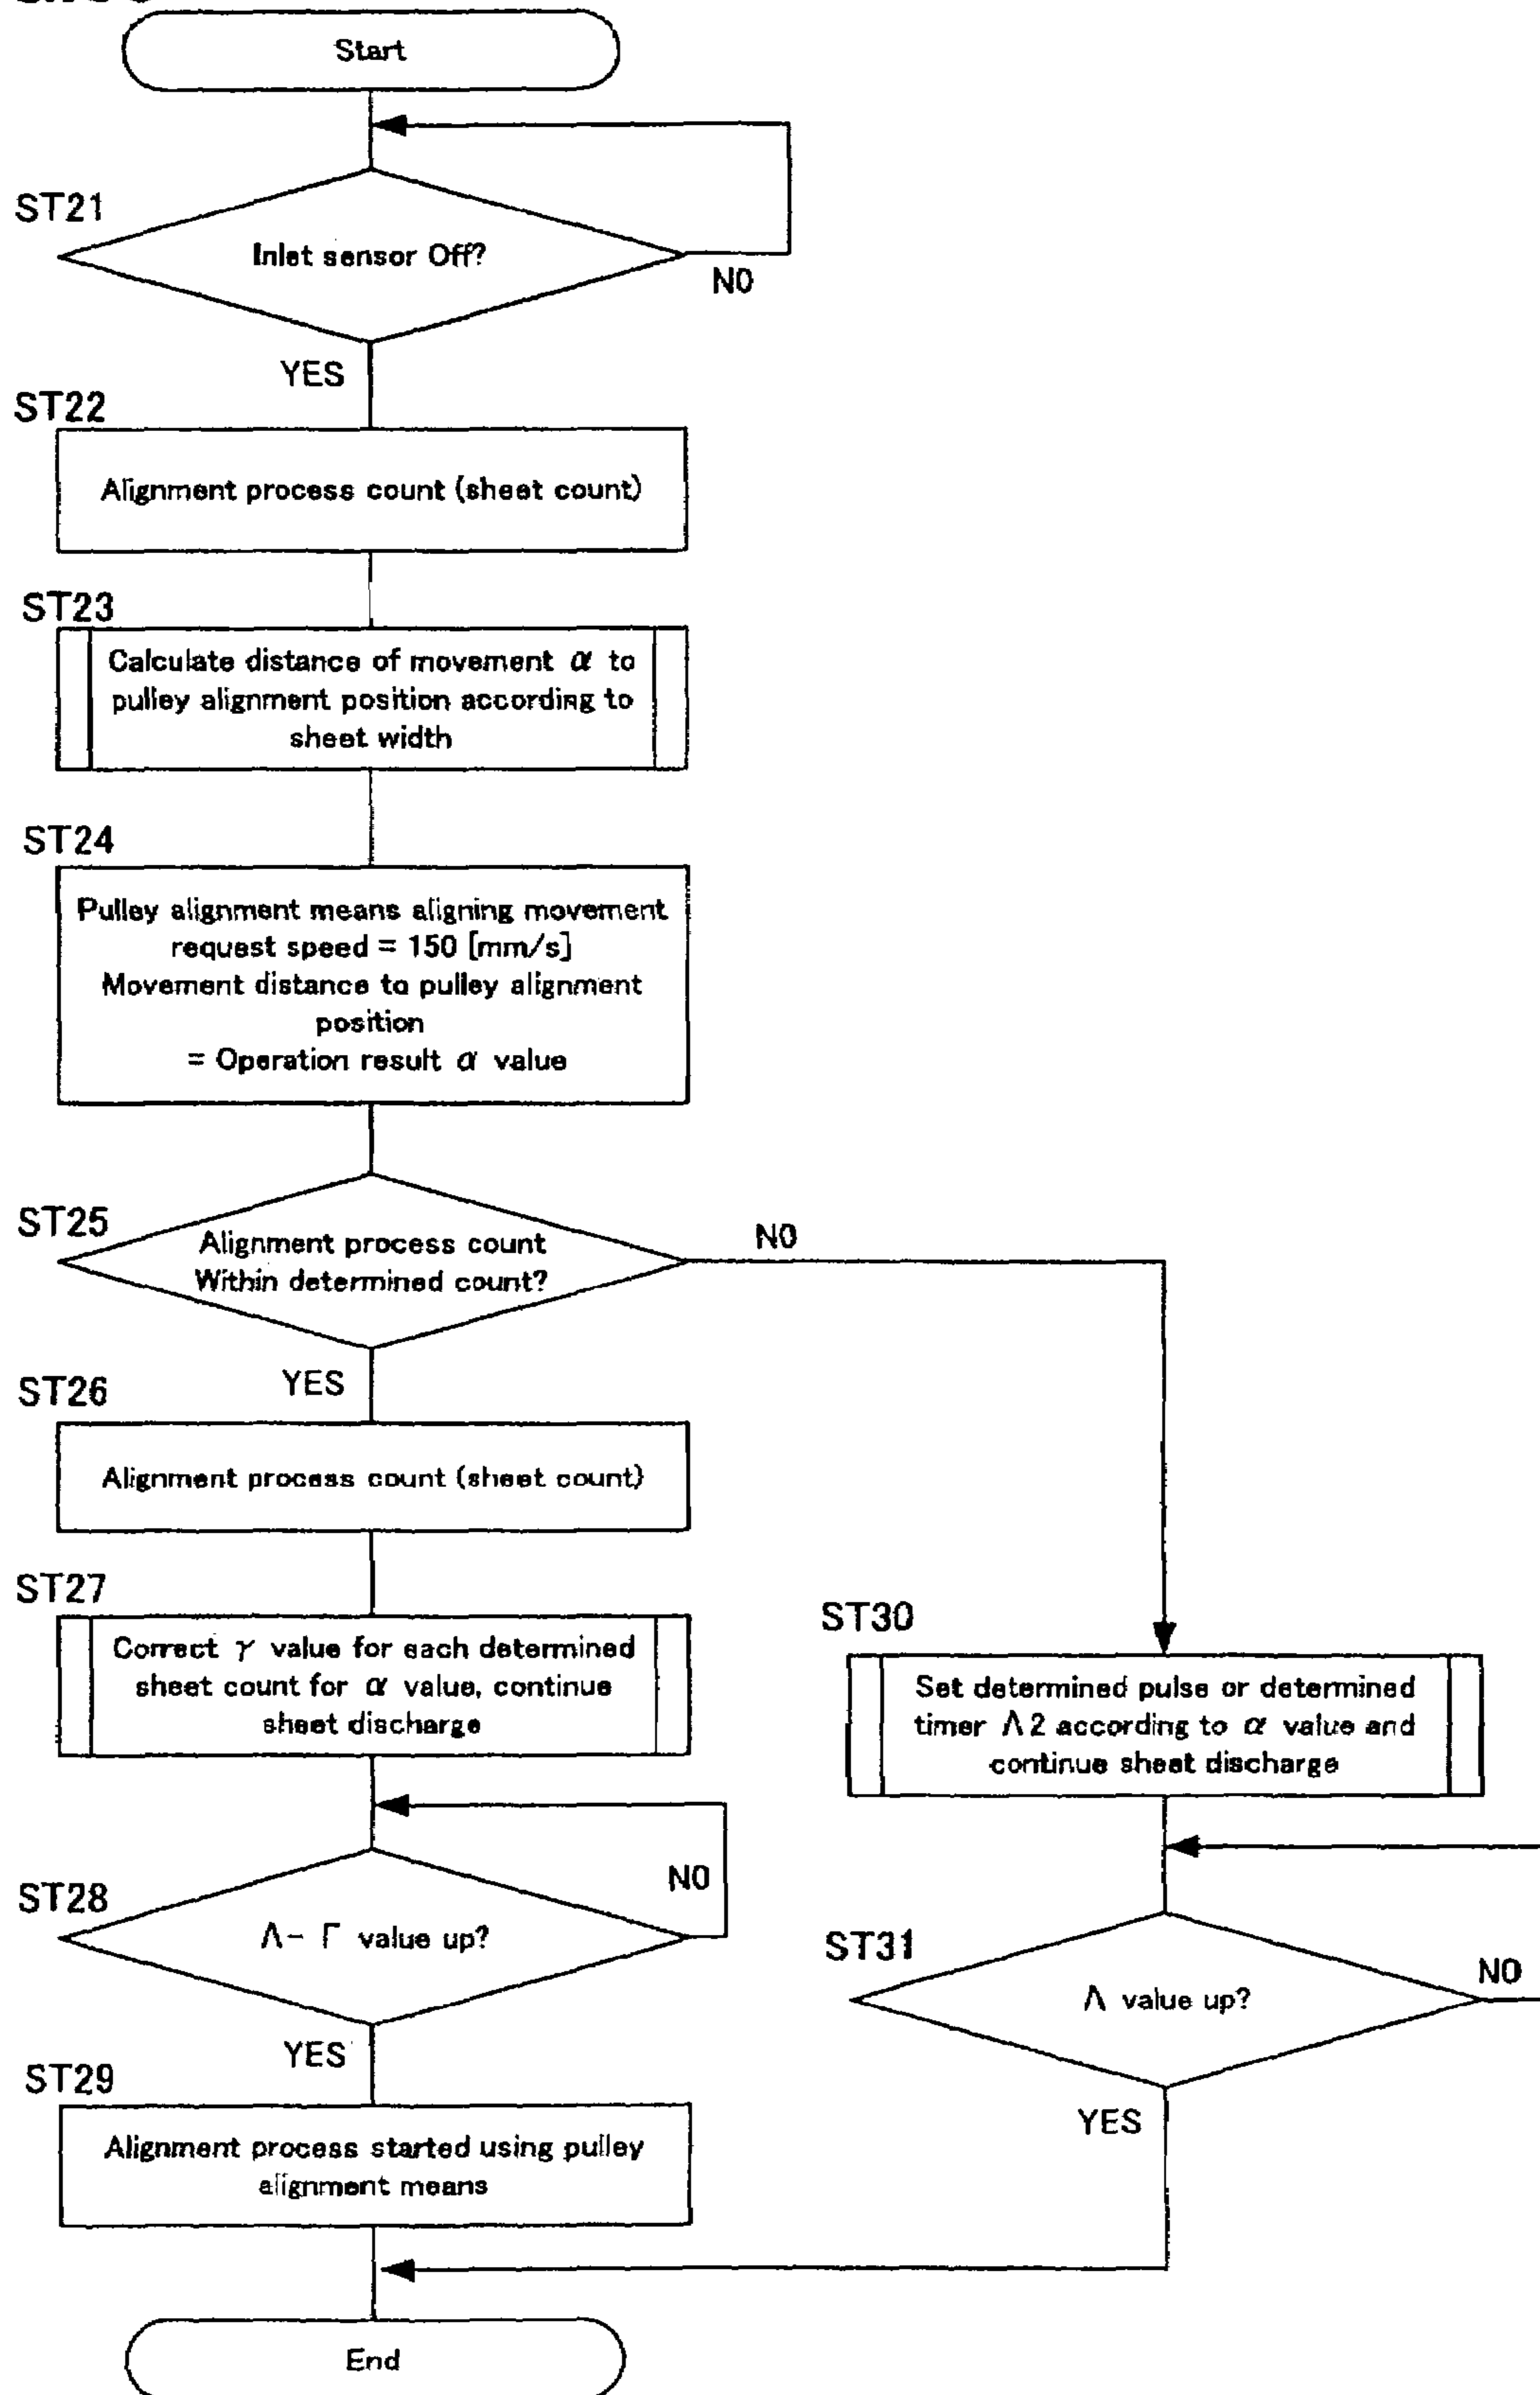 Start
ST21
Inlet sensor Off?
NO
YES
ST22
Alignment process count (sheet count)
ST23
Calculate distance of movement α to
pulley alignment position according to
sheet width
ST24
Pulley alignment means aligning movement
request speed = 150 [mm/s]
Movement distance to pulley alignment
position
= Operation result α value
ST25
Alignment process count
Within determined count?
NO
YES
ST26
Alignment process count (sheet count)
ST27
Correct γ value for each determined
sheet count for α value, continue
sheet discharge
ST28
Λ- Γ value up?
NO
YES
ST29
Alignment process started using pulley
alignment means
ST30
Set determined pulse or determined
timer Λ2 according to α value and
continue sheet discharge
ST31
Λ value up?
NO
YES
End